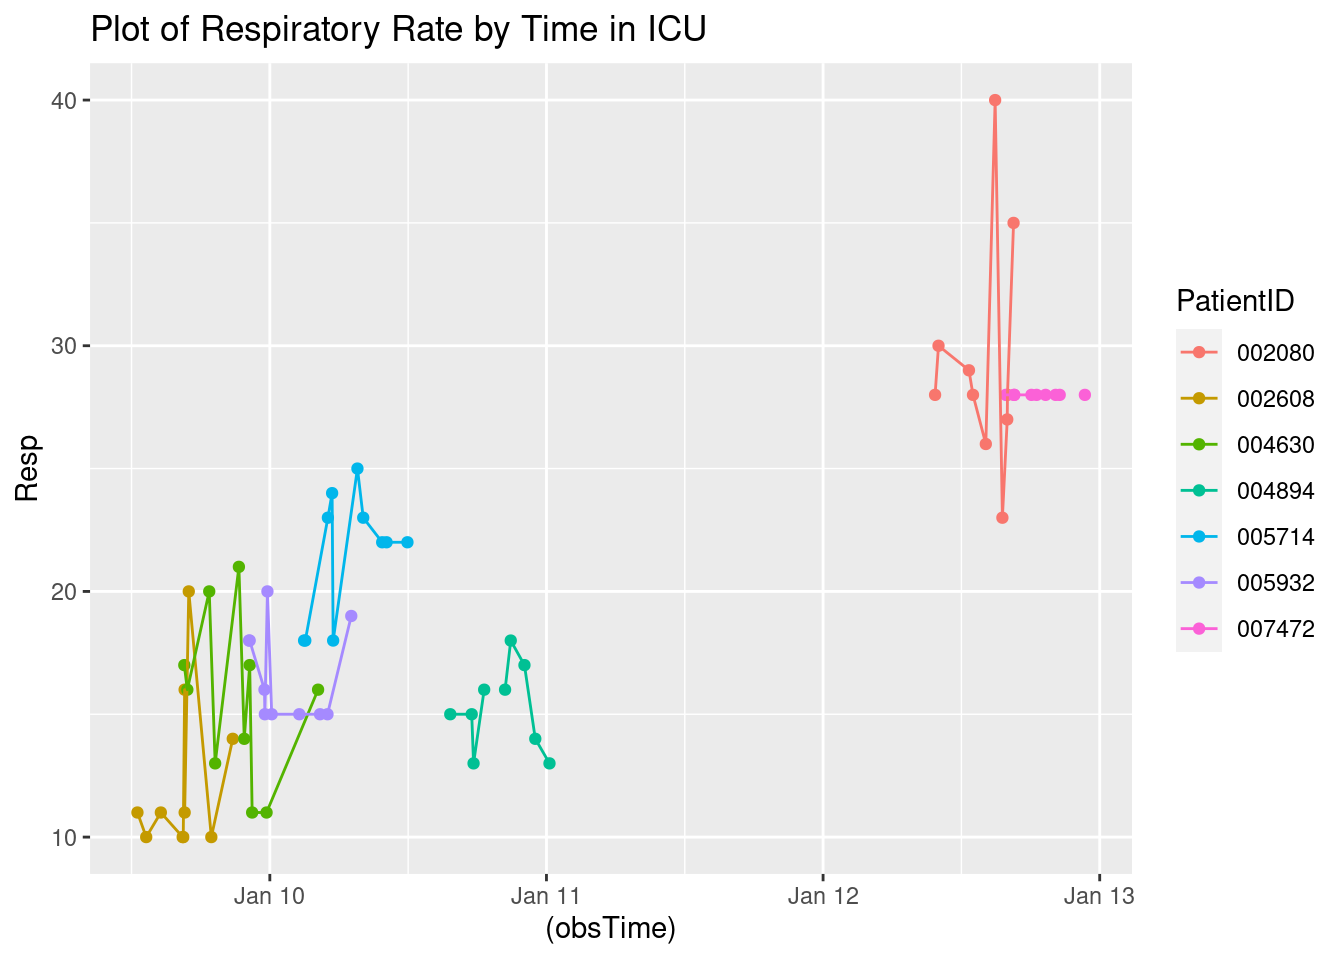 Plot of Respiratory Rate by Time in ICU
40
30
20
10
Resp
Jan 10 Jan 11 Jan 12 Jan 13
(obsTime)
PatientID
002080
002608
004630
004894
005714
005932
007472